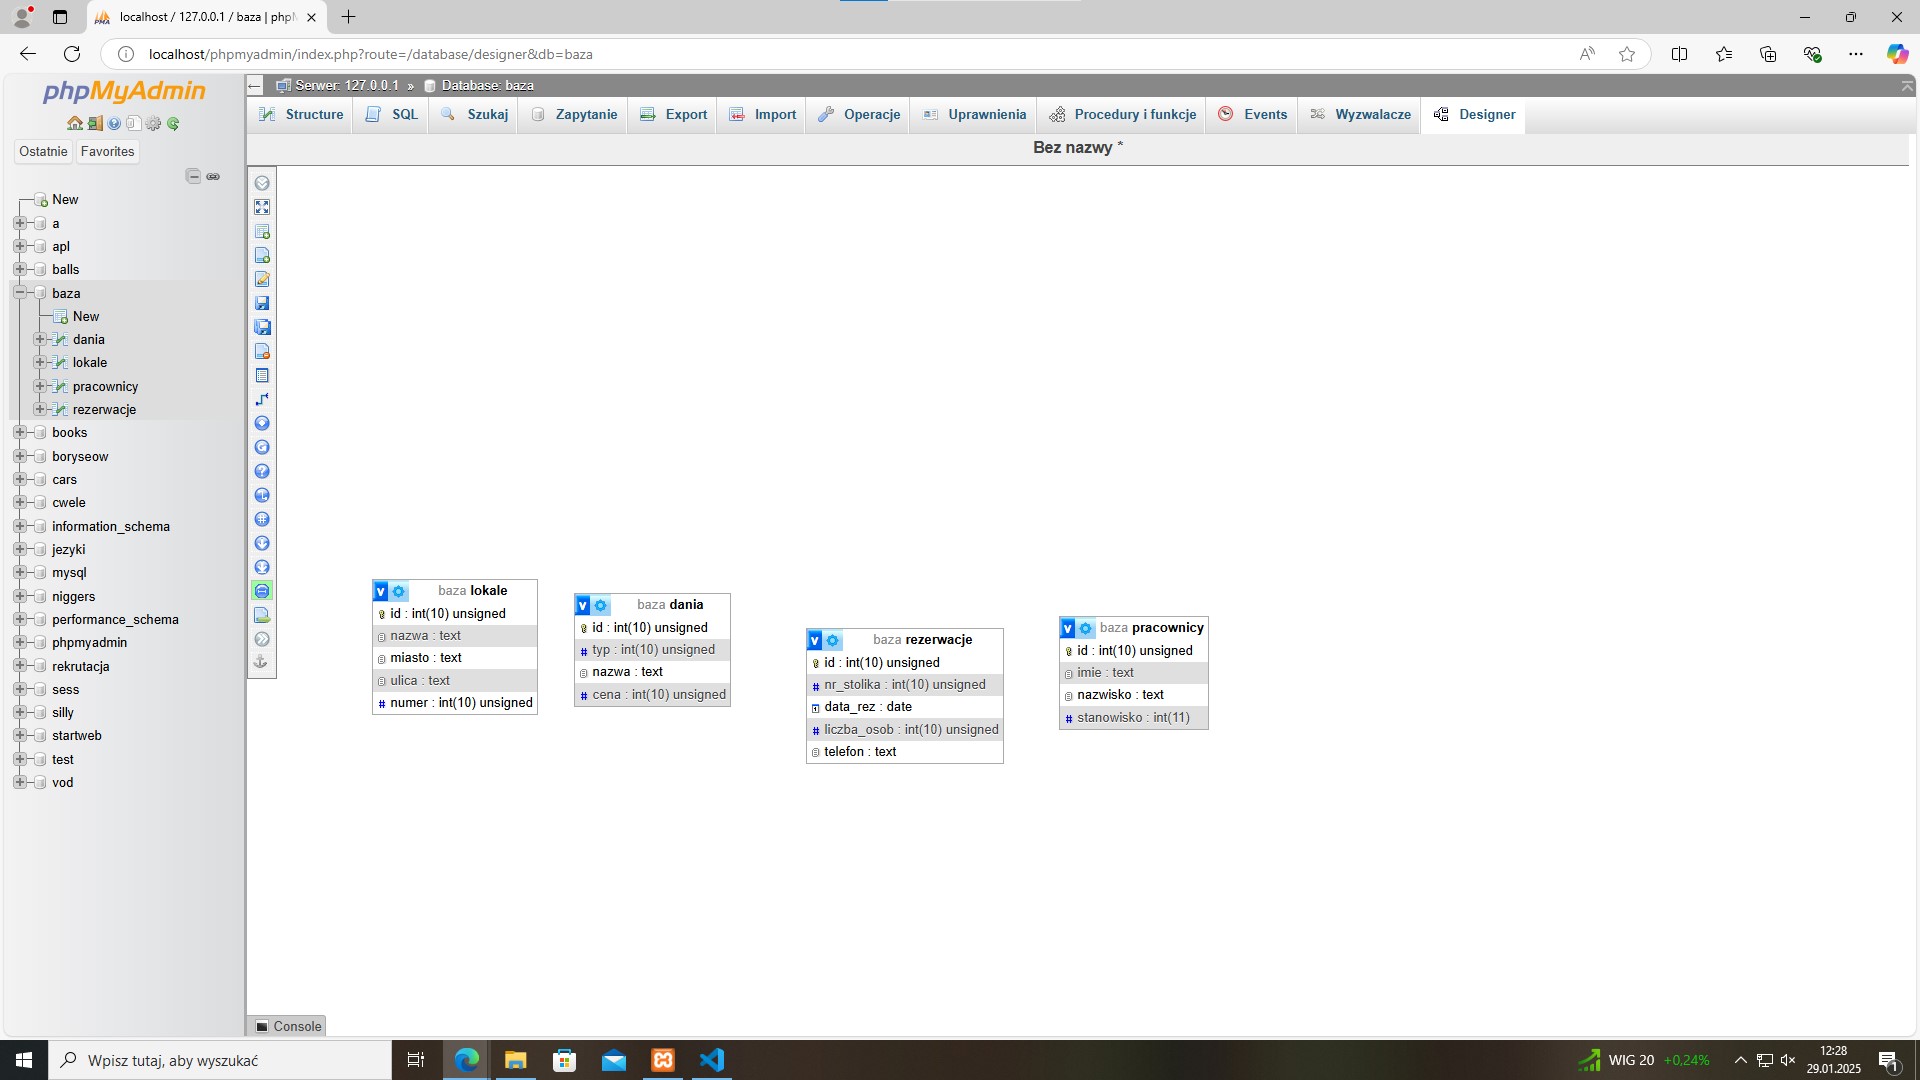 localhost / 127.0.0.1 / baza | phpM
localhost/phpmyadmin/index.php?route=/database/designer&db=baza
phpMyAdmin
Ostatnie Favorites
New
a
apl
balls
baza
New
dania
lokale
pracownicy
rezerwacje
books
boryseow
cars
cwele
information_schema
jezyki
mysql
niggers
performance_schema
phpmyadmin
rekrutacja
sess
silly
startweb
test
vod
Serwer: 127.0.0.1 » Database: baza
Structure SQL Szukaj Zapytanie Export Import Operacje Uprawnienia Procedury i funkcje Events Wyzwalacze Designer
Bez nazwy *
baza lokale
id : int(10) unsigned
nazwa : text
miasto : text
ulica : text
numer : int(10) unsigned
baza dania
id : int(10) unsigned
typ : int(10) unsigned
nazwa : text
cena : int(10) unsigned
baza rezerwacje
id : int(10) unsigned
nr_stolika : int(10) unsigned
data_rez : date
liczba_osob : int(10) unsigned
telefon : text
baza pracownicy
id : int(10) unsigned
imie : text
nazwisko : text
stanowisko : int(11)
Console
Wpisz tutaj, aby wyszukać
WIG 20 +0,24%
12:28
29.01.2025
1